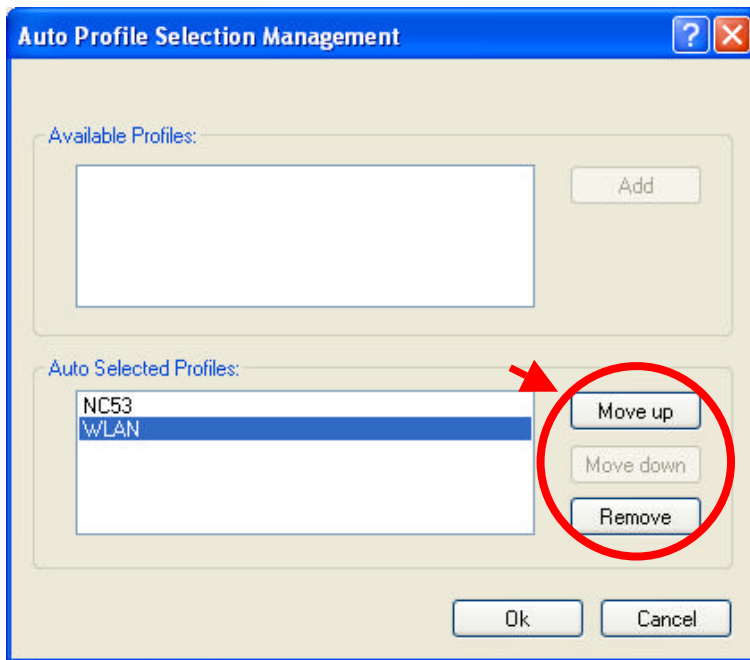 Auto Profile Selection Management
?
Available Profiles:
Add
Auto Selected Profiles:
NC53
WLAN
Move up
Move down
Remove
Ok
Cancel